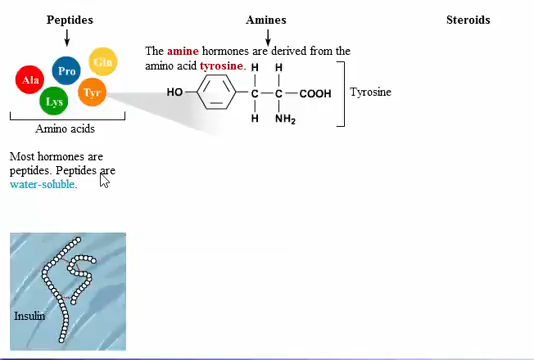 Peptides
Amines
Steroids
The amine hormones are derived from the
amino acid tyrosine.
Ala
Pro
Gln
Lys
Tyr
Amino acids
HO
H H
C C COOH
H NH₂
Tyrosine
Most hormones are
peptides. Peptides are
water-soluble.
Insulin